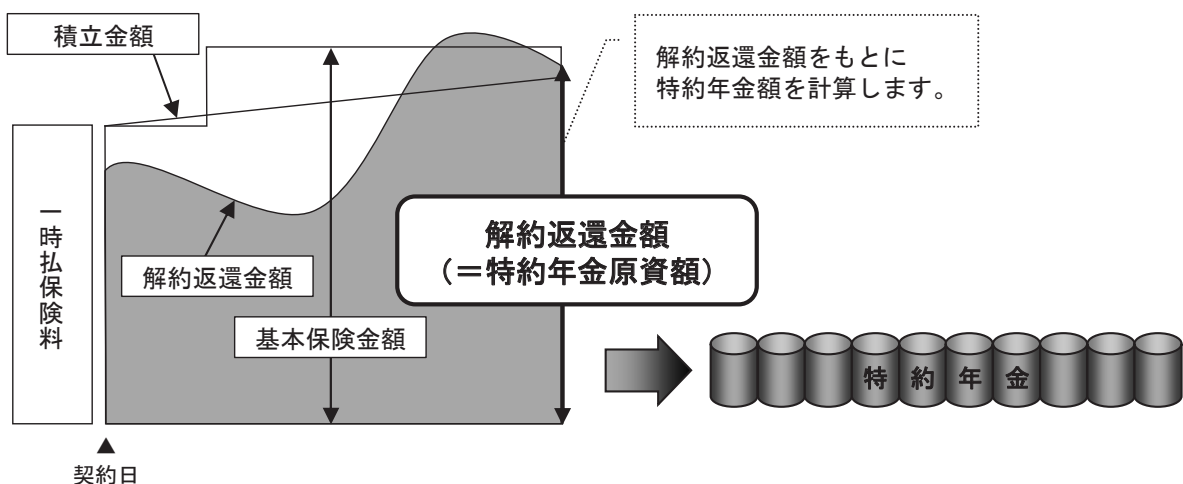 積立金額
解約返還金額をもとに
特約年金額を計算します。
一時払保険料
解約返還金額
(＝特約年金原資額)
解約返還金額
基本保険金額
特約年金
▲
契約日